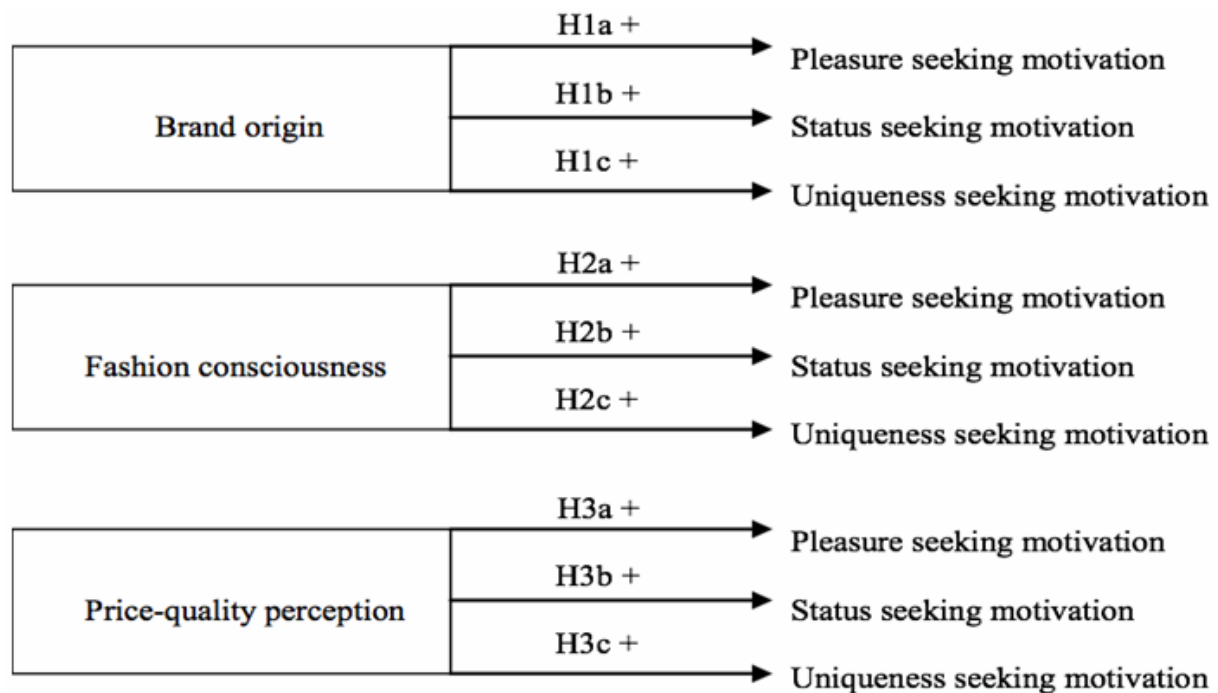 H1a +
Pleasure seeking motivation
H1b +
Brand origin
Status seeking motivation
H1c +
Uniqueness seeking motivation
H2a +
Pleasure seeking motivation
H2b +
Fashion consciousness
Status seeking motivation
H2c +
Uniqueness seeking motivation
H3a +
Pleasure seeking motivation
H3b +
Price-quality perception
Status seeking motivation
H3c +
Uniqueness seeking motivation